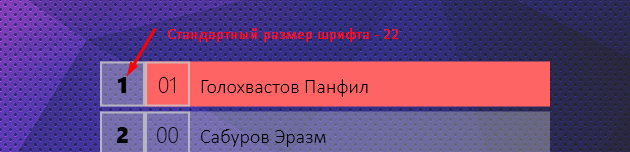 Стандартный размер шрифта 22
1 01 Голохвастов Панфил
2 00 Сабуров Эразм